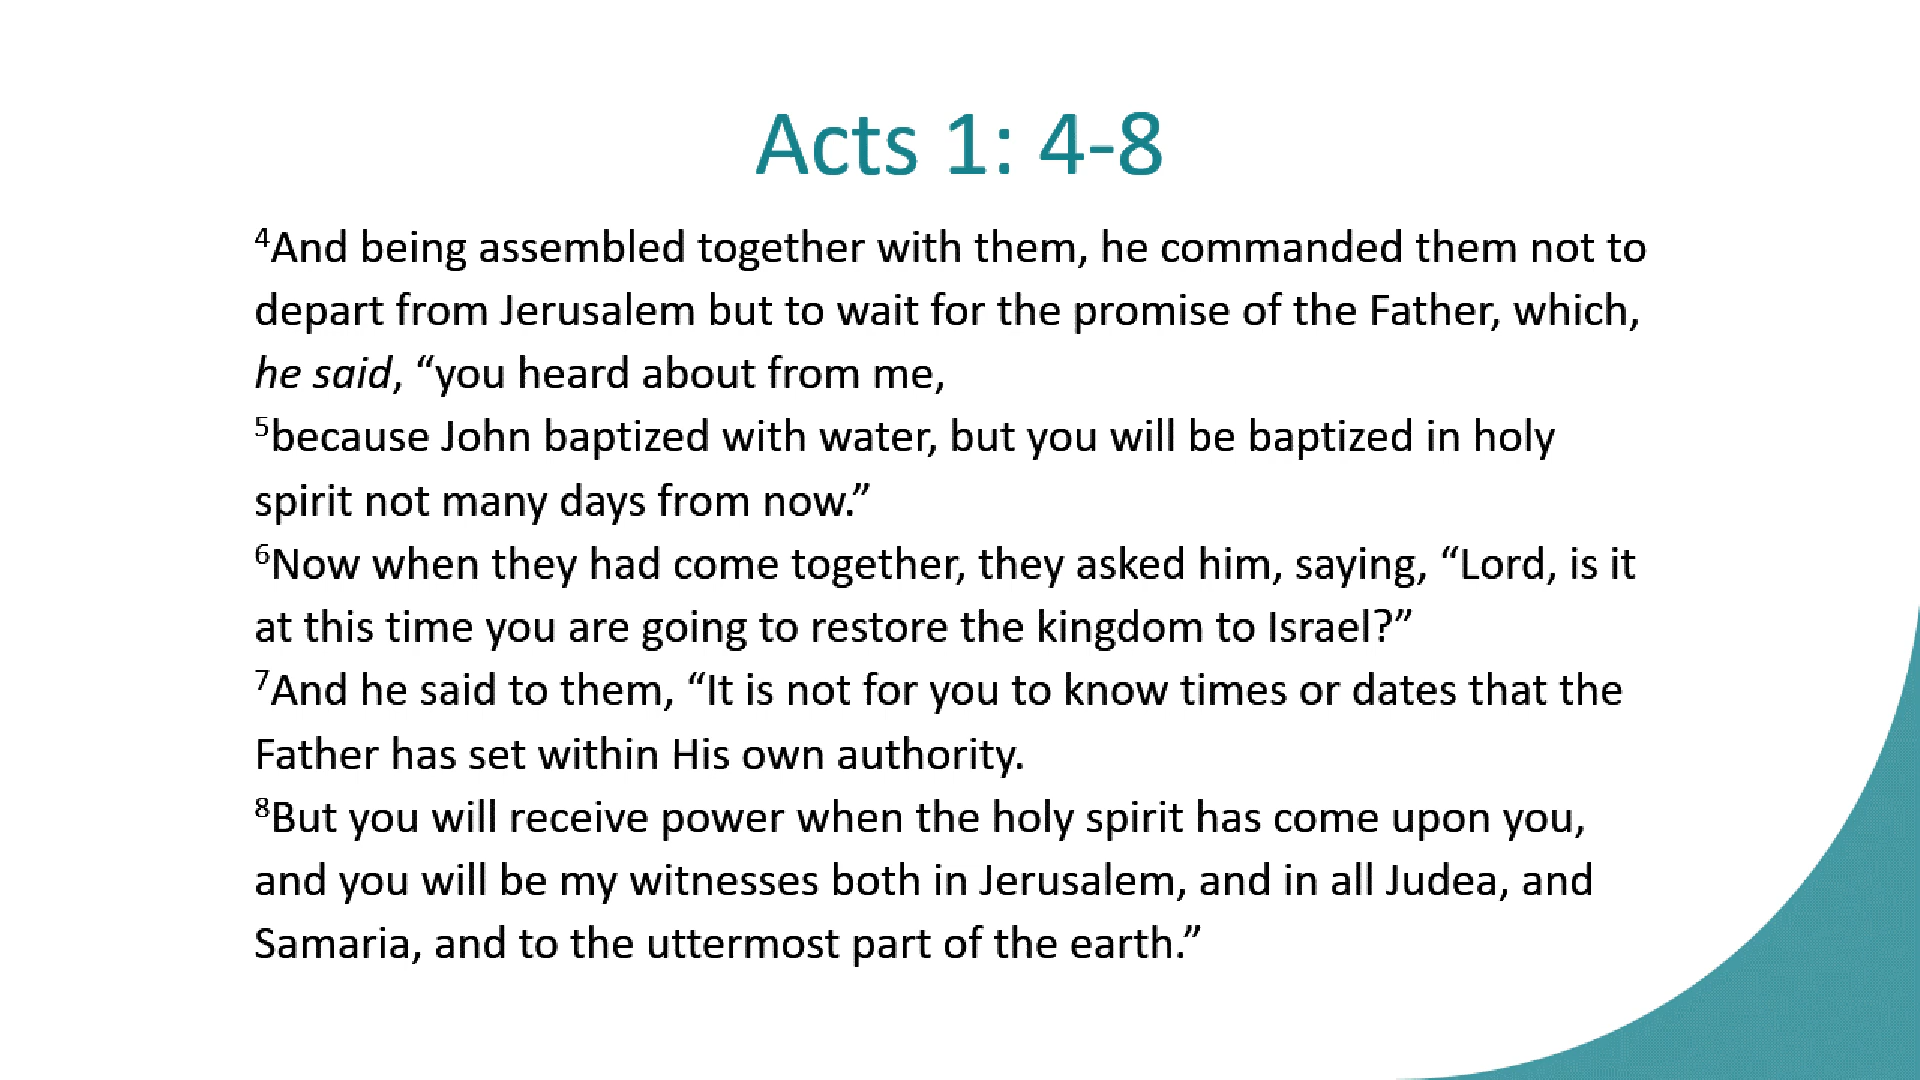 Acts 1: 4-8
⁴And being assembled together with them, he commanded them not to
depart from Jerusalem but to wait for the promise of the Father, which,
he said, “you heard about from me,
⁵because John baptized with water, but you will be baptized in holy
spirit not many days from now.”
⁶Now when they had come together, they asked him, saying, “Lord, is it
at this time you are going to restore the kingdom to Israel?”
⁷And he said to them, “It is not for you to know times or dates that the
Father has set within His own authority.
⁸But you will receive power when the holy spirit has come upon you,
and you will be my witnesses both in Jerusalem, and in all Judea, and
Samaria, and to the uttermost part of the earth.”